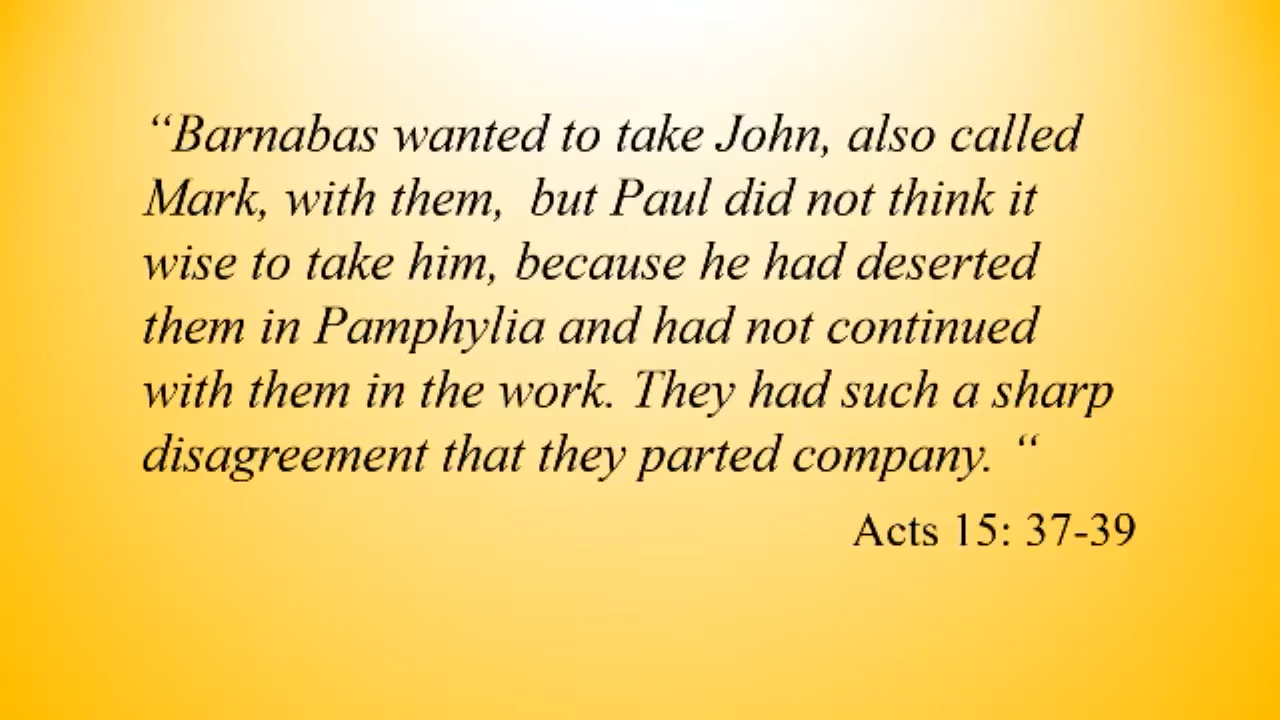 “Barnabas wanted to take John, also called
Mark, with them,  but Paul did not think it
wise to take him, because he had deserted
them in Pamphylia and had not continued
with them in the work. They had such a sharp
disagreement that they parted company. “
Acts 15: 37-39